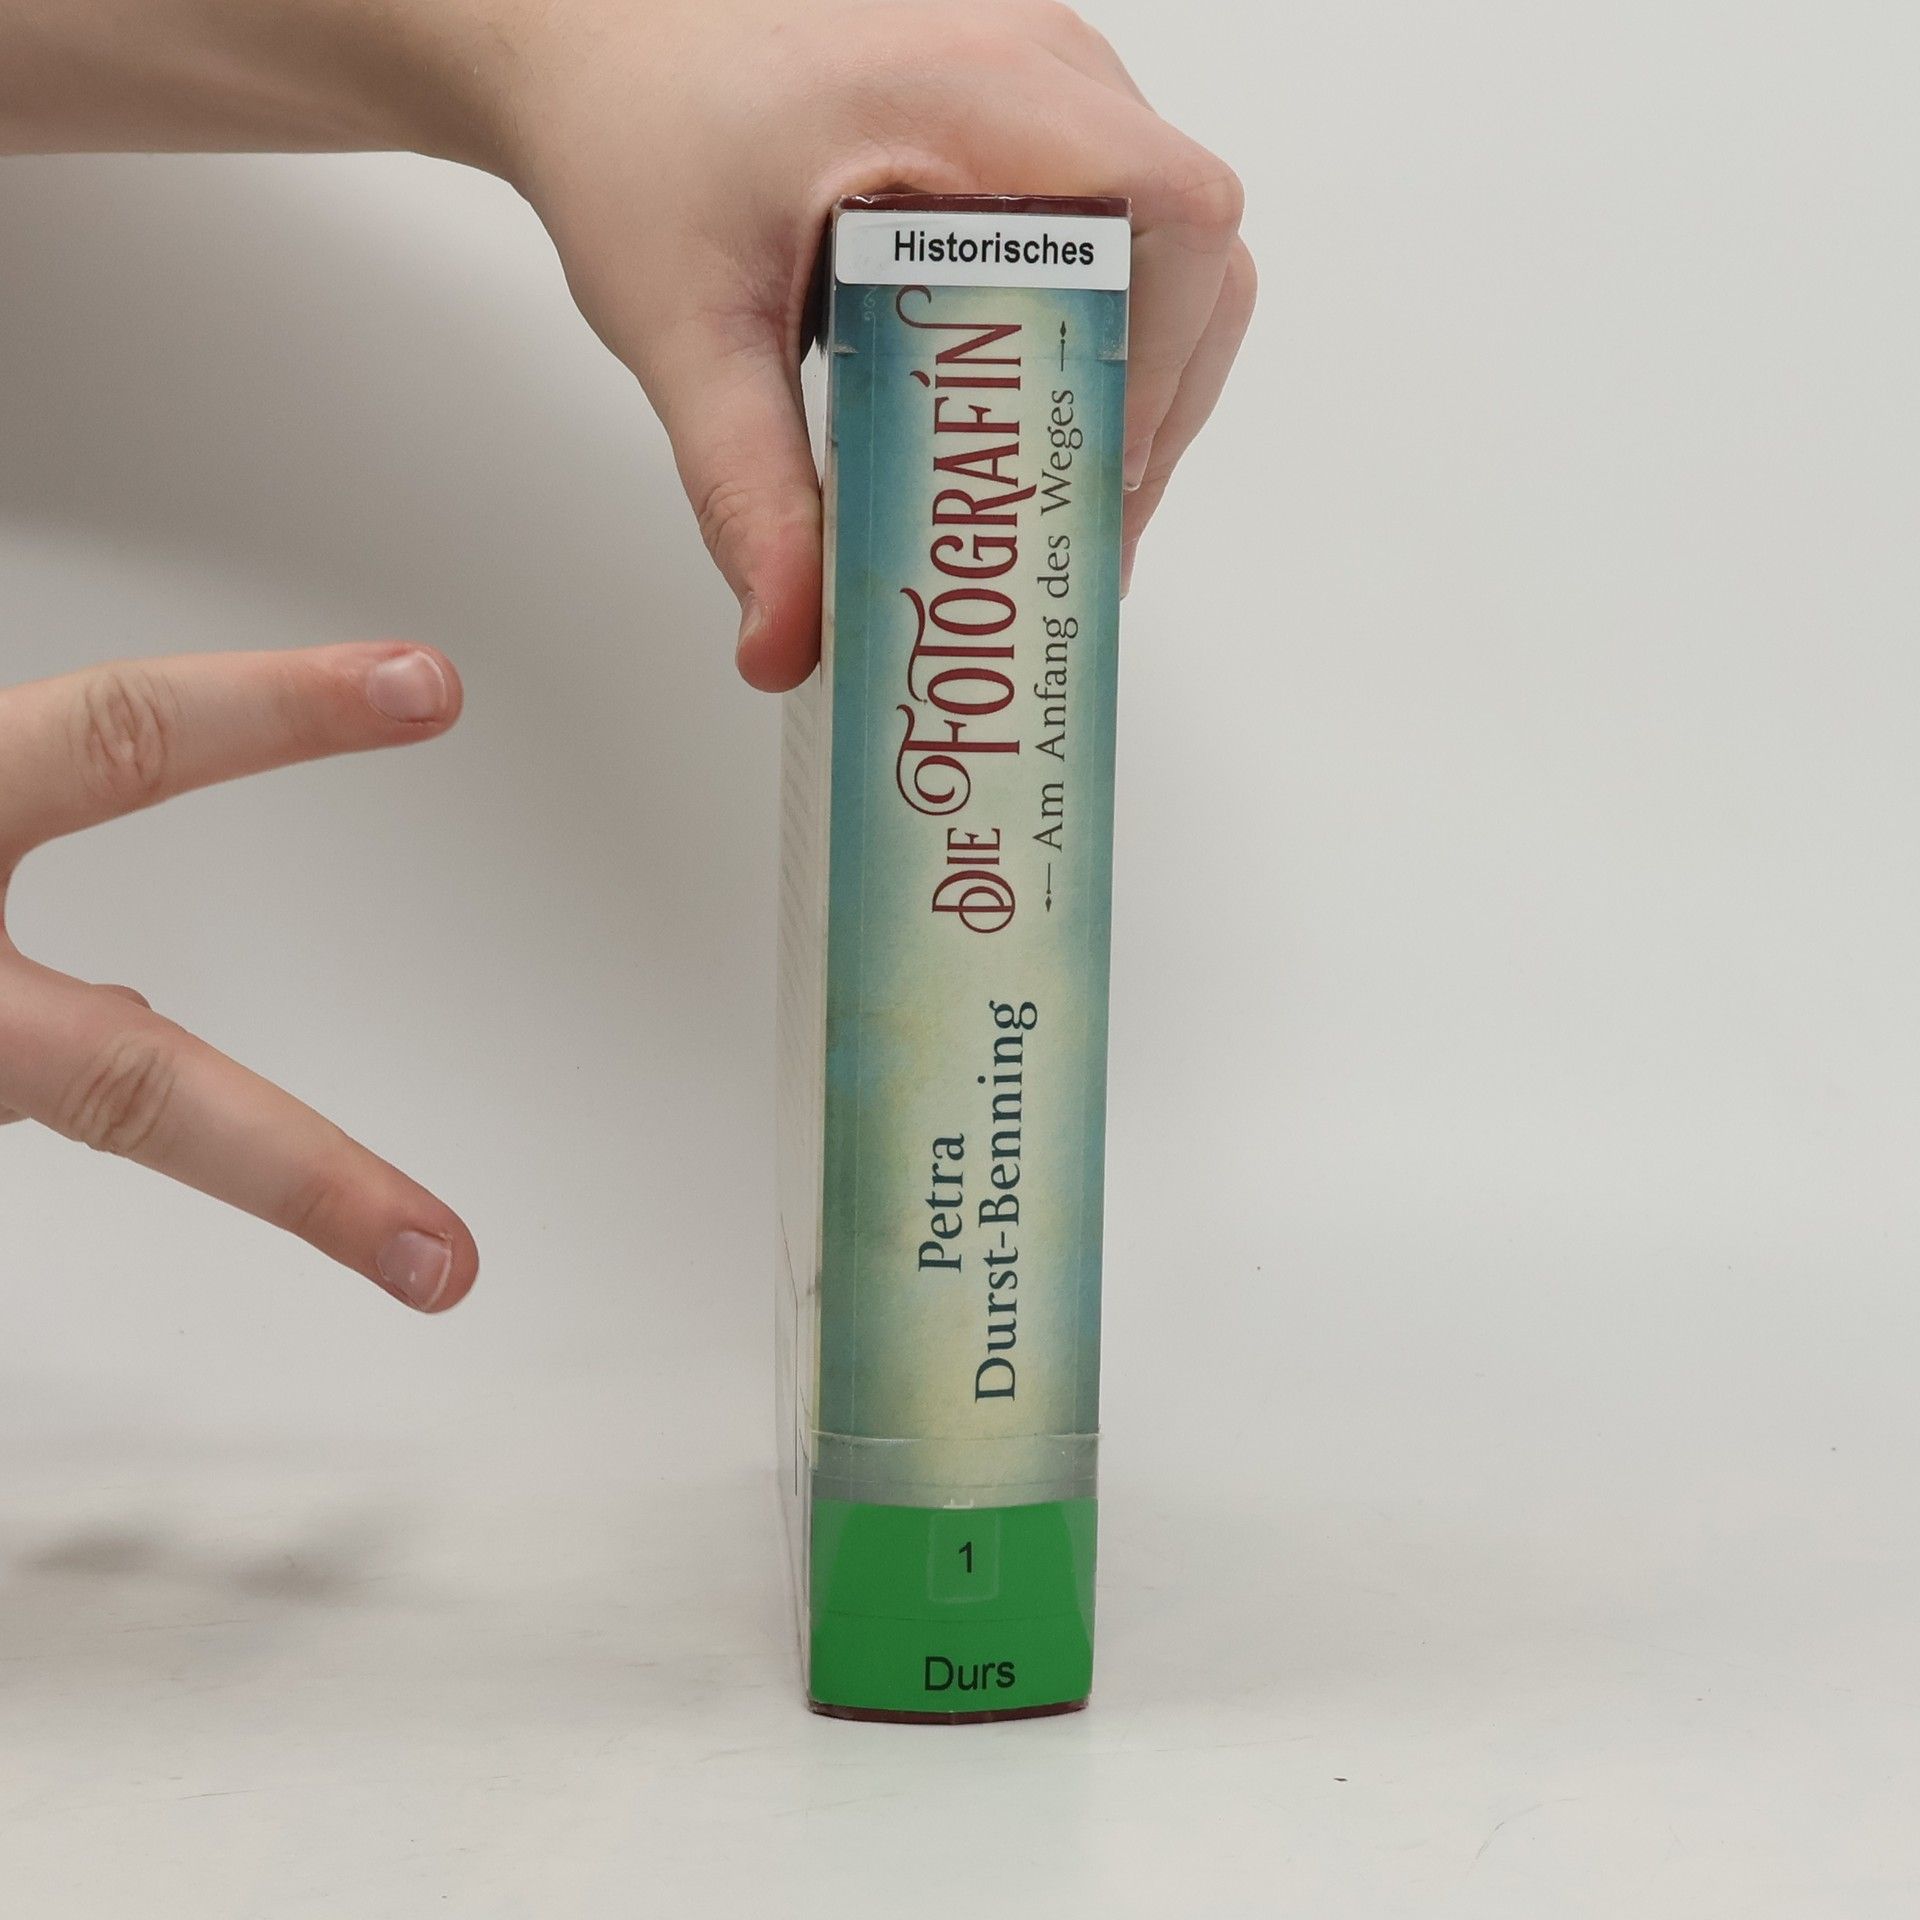 Historisches
DIE FOTOGRAFIN
Am Anfang des Weges
Petra
Durst-Benning
1
Durs